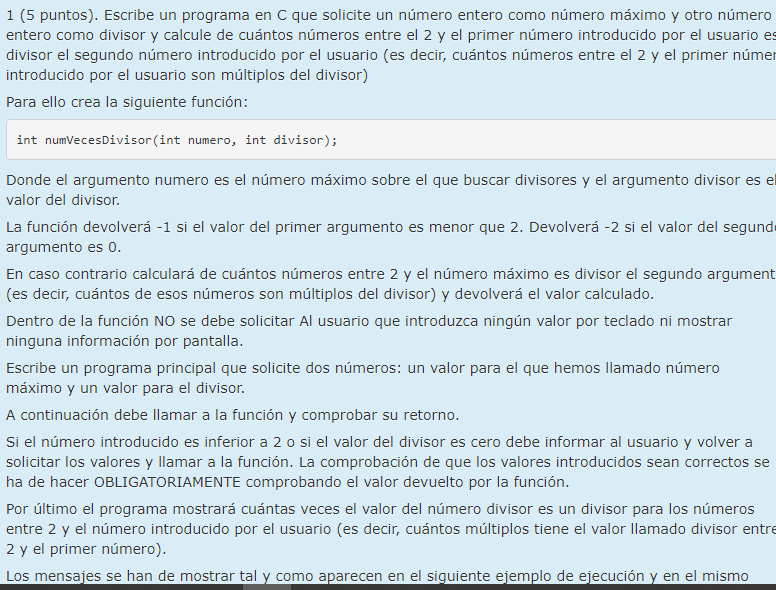 1 (5 puntos). Escribe un programa en C que solicite un número entero como número máximo y otro número
entero como divisor y calcule de cuántos números entre el 2 y el primer número introducido por el usuario es
divisor el segundo número introducido por el usuario (es decir, cuántos números entre el 2 y el primer númer
introducido por el usuario son múltiplos del divisor)
Para ello crea la siguiente función:
int numVecesDivisor(int numero, int divisor);
Donde el argumento numero es el número máximo sobre el que buscar divisores y el argumento divisor es el
valor del divisor.
La función devolverá -1 si el valor del primer argumento es menor que 2. Devolverá -2 si el valor del segund
argumento es 0.
En caso contrario calculará de cuántos números entre 2 y el número máximo es divisor el segundo argument
(es decir, cuántos de esos números son múltiplos del divisor) y devolverá el valor calculado.
Dentro de la función NO se debe solicitar Al usuario que introduzca ningún valor por teclado ni mostrar
ninguna información por pantalla.
Escribe un programa principal que solicite dos números: un valor para el que hemos llamado número
máximo y un valor para el divisor.
A continuación debe llamar a la función y comprobar su retorno.
Si el número introducido es inferior a 2 o si el valor del divisor es cero debe informar al usuario y volver a
solicitar los valores y llamar a la función. La comprobación de que los valores introducidos sean correctos se
ha de hacer OBLIGATORIAMENTE comprobando el valor devuelto por la función.
Por último el programa mostrará cuántas veces el valor del número divisor es un divisor para los números
entre 2 y el número introducido por el usuario (es decir, cuántos múltiplos tiene el valor llamado divisor entre
2 y el primer número).
Los mensajes se han de mostrar tal y como aparecen en el siguiente ejemplo de ejecución y en el mismo